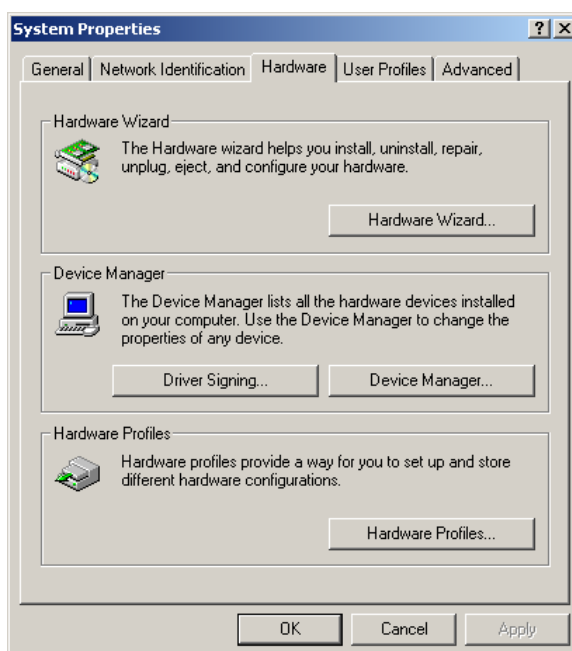 System Properties
General Network Identification Hardware User Profiles Advanced
Hardware Wizard
The Hardware wizard helps you install, uninstall, repair,
unplug, eject, and configure your hardware.
Hardware Wizard...
Device Manager
The Device Manager lists all the hardware devices installed
on your computer. Use the Device Manager to change the
properties of any device.
Driver Signing... Device Manager...
Hardware Profiles
Hardware profiles provide a way for you to set up and store
different hardware configurations.
Hardware Profiles...
OK Cancel Apply